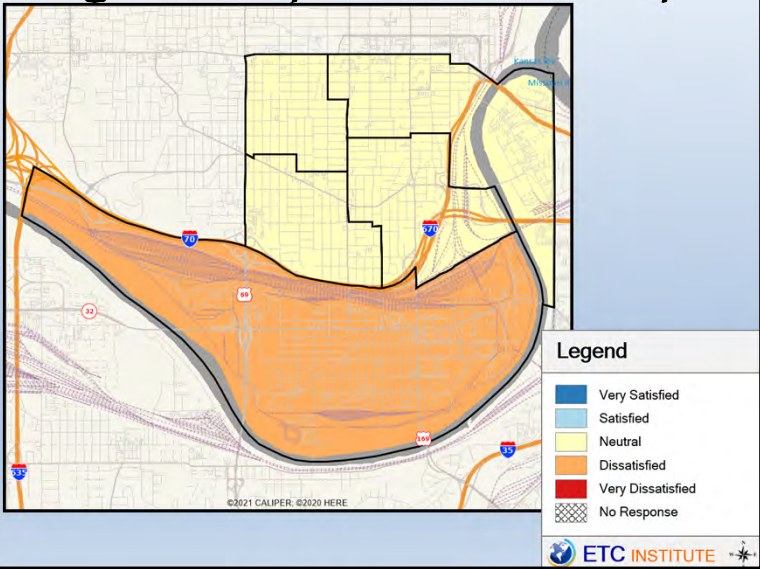 Kansas Riv
Missouri R
70
670
69
32
169
635
35
©2021 CALIPER; ©2020 HERE
Legend
Very Satisfied
Satisfied
Neutral
Dissatisfied
Very Dissatisfied
No Response
ETC INSTITUTE